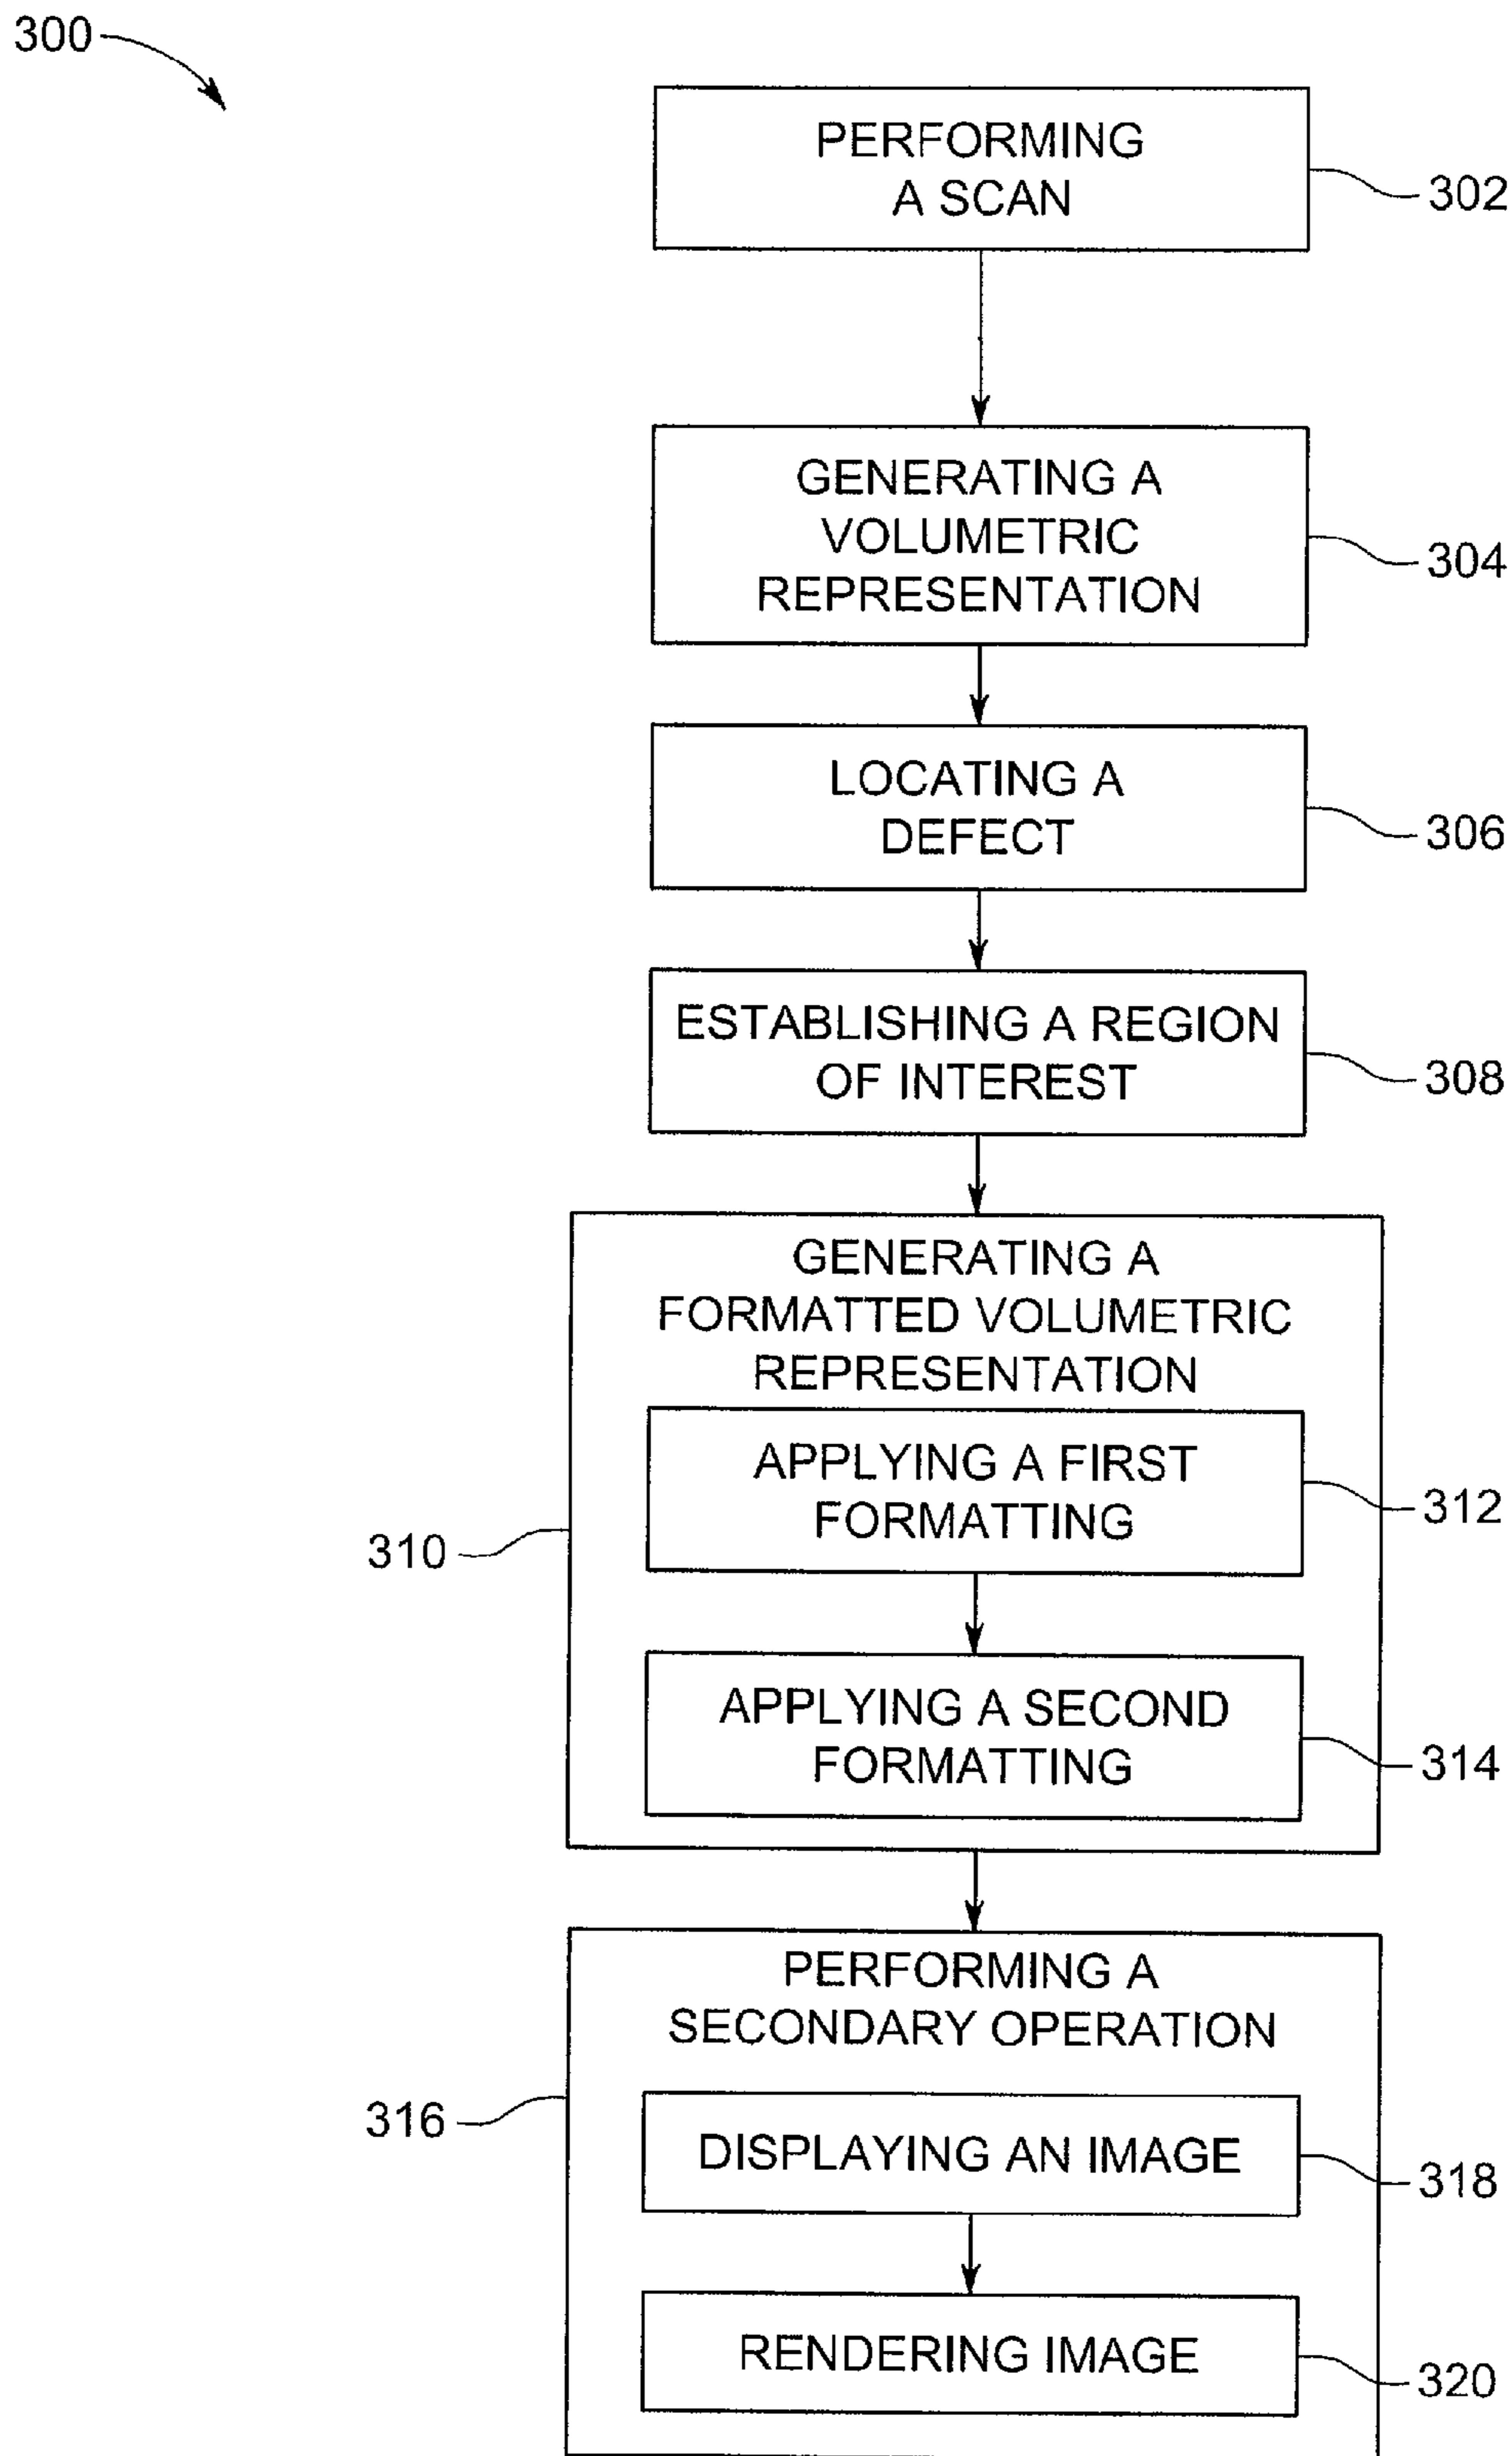 300
PERFORMING
A SCAN
302
GENERATING A
VOLUMETRIC
REPRESENTATION
304
LOCATING A
DEFECT
306
ESTABLISHING A REGION
OF INTEREST
308
GENERATING A
FORMATTED VOLUMETRIC
REPRESENTATION
310
APPLYING A FIRST
FORMATTING
312
APPLYING A SECOND
FORMATTING
314
PERFORMING A
SECONDARY OPERATION
316
DISPLAYING AN IMAGE
318
RENDERING IMAGE
320